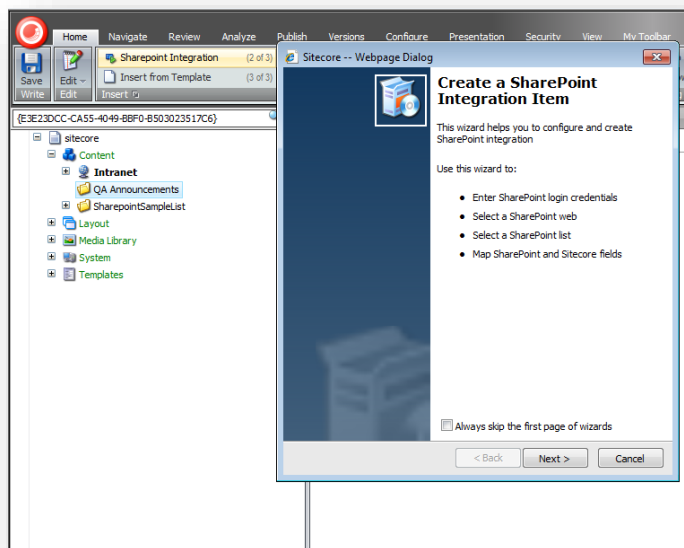 Home Navigate Review Analyze Publish Versions Configure Presentation Security View My Toolbar
Save
Write
Edit
Edit
Sharepoint Integration (2 of 3)
Insert from Template (3 of 3)
Insert
{E3E23DCC-CA55-4049-BBF0-B503023517C6}
sitecore
Content
Intranet
QA Announcements
SharepointSampleList
Layout
Media Library
System
Templates
Sitecore -- Webpage Dialog
Create a SharePoint
Integration Item
This wizard helps you to configure and create
SharePoint integration
Use this wizard to:
• Enter SharePoint login credentials
• Select a SharePoint web
• Select a SharePoint list
• Map SharePoint and Sitecore fields
Always skip the first page of wizards
< Back Next > Cancel